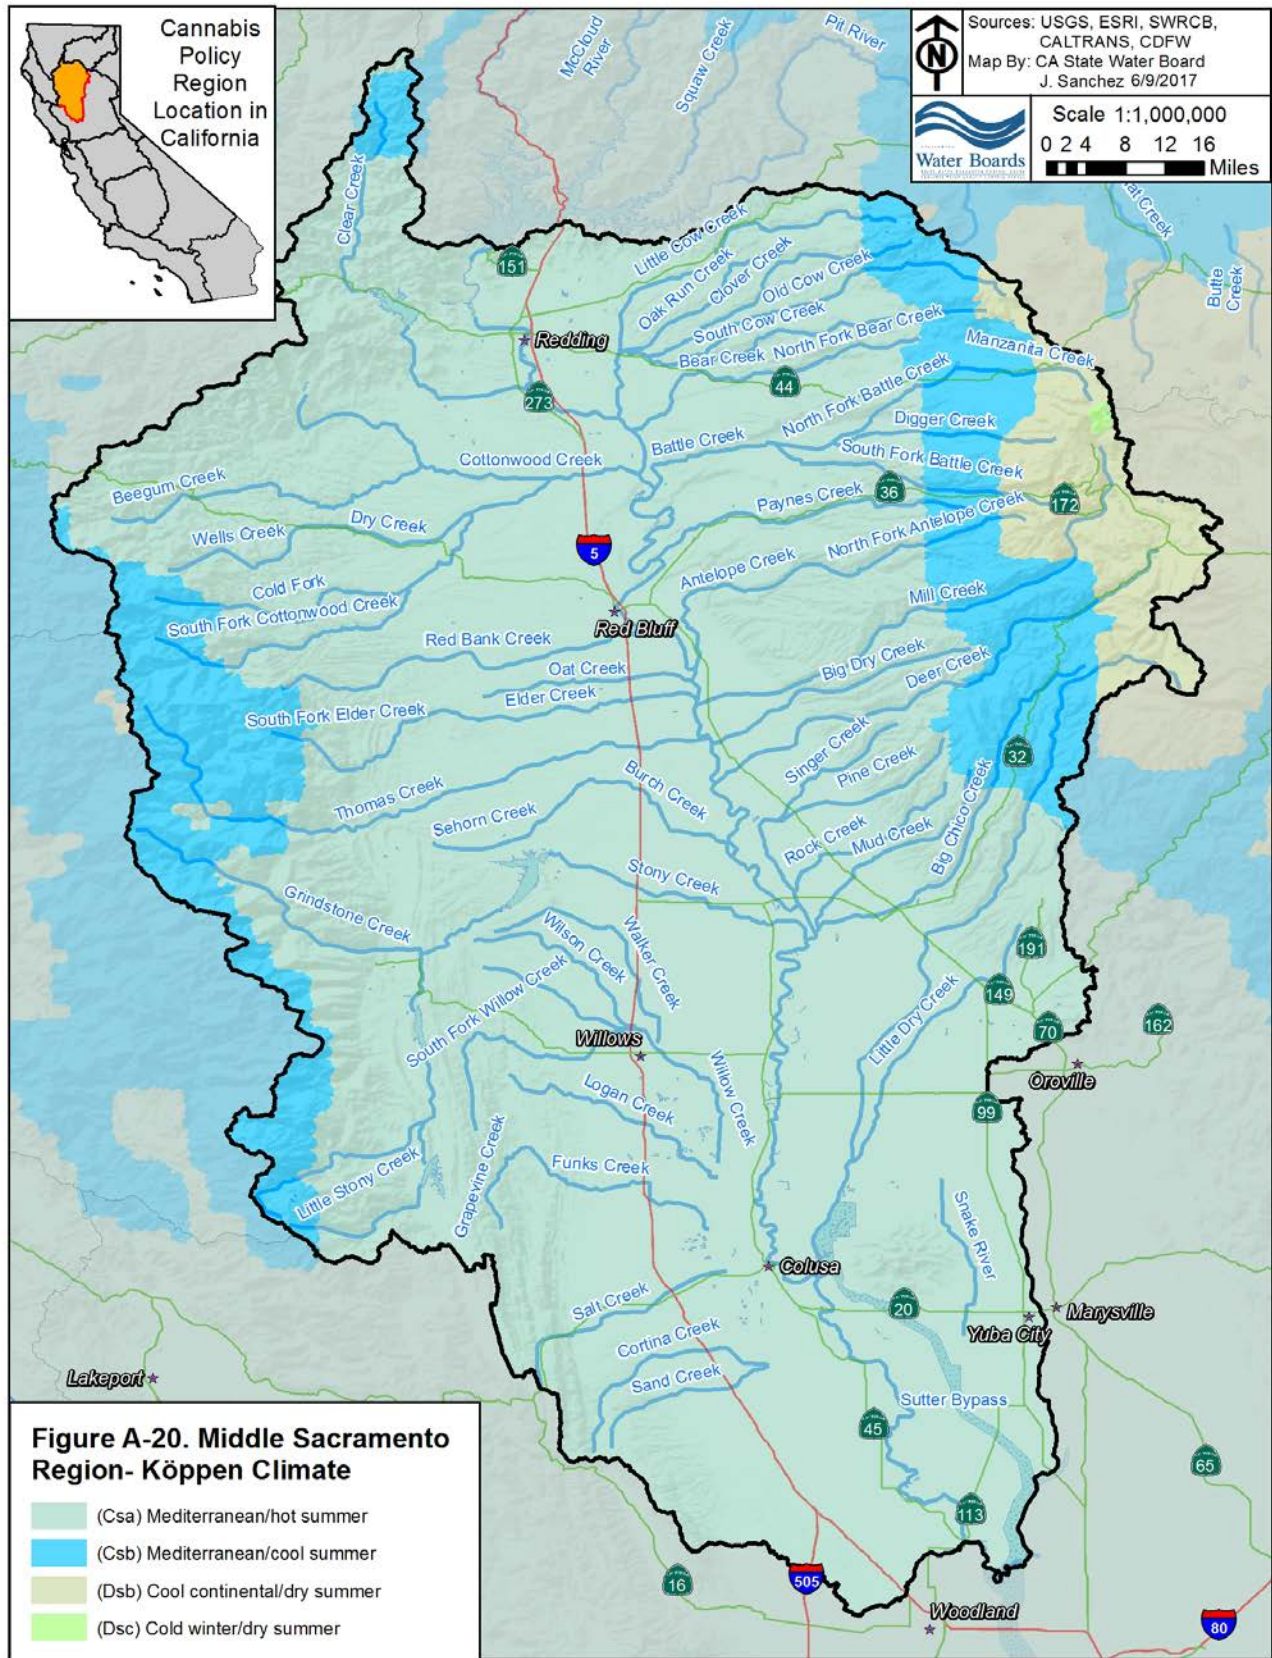 Cannabis
Policy
Region
Location in
California
Sources: USGS, ESRI, SWRCB,
CALTRANS, CDFW
Map By: CA State Water Board
J. Sanchez 6/9/2017
N
Water Boards
Scale 1:1,000,000
0 2 4 8 12 16
Miles
McCloud
River
Squaw Creek
Pit River
Clear Creek
Little Cow Creek
Butte
Creek
151
Oak Run Creek
Clover Creek
Old Cow Creek
South Cow Creek
Redding
Bear Creek
North Fork Bear Creek
Manzanita Creek
44
273
North Fork Battle Creek
Digger Creek
Battle Creek
South Fork Battle Creek
Cottonwood Creek
Beegum Creek
Paynes Creek
36
172
Dry Creek
Wells Creek
North Fork Antelope Creek
5
Antelope Creek
Cold Fork
Mill Creek
South Fork Cottonwood Creek
Red Bluff
Red Bank Creek
Oat Creek
Big Dry Creek
Deer Creek
Elder Creek
South Fork Elder Creek
Singer Creek
Pine Creek
32
Burch Creek
Thomas Creek
Sehorn Creek
Rock Creek
Mud Creek
Big Chico Creek
Stony Creek
Grindstone Creek
Wilson Creek
Walker Creek
191
South Fork Willow Creek
149
Little Dry Creek
70
162
Willows
Oroville
Logan Creek
Willow Creek
99
Grapevine Creek
Funks Creek
Little Stony Creek
Snake River
Colusa
Salt Creek
20
Marysville
Yuba City
Cortina Creek
Lakeport
Sand Creek
Sutter Bypass
45
65
113
16
505
Woodland
80
Figure A-20. Middle Sacramento
Region- Köppen Climate
(Csa) Mediterranean/hot summer
(Csb) Mediterranean/cool summer
(Dsb) Cool continental/dry summer
(Dsc) Cold winter/dry summer